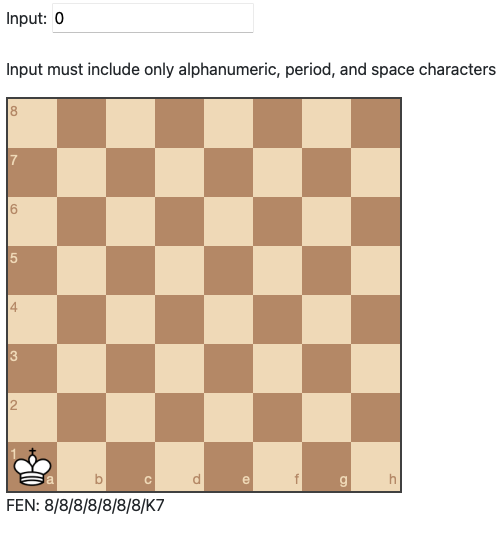 Input: 0
Input must include only alphanumeric, period, and space characters
8
7
6
5
4
3
2
1
a b c d e f g h
FEN: 8/8/8/8/8/8/8/K7